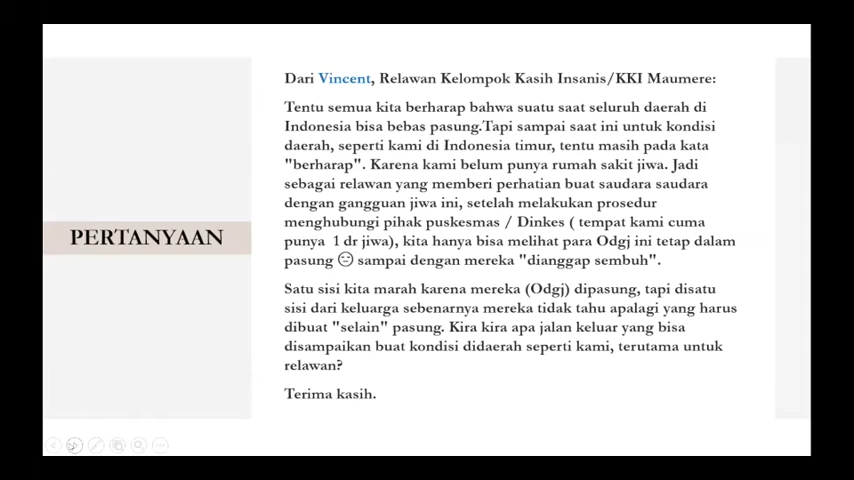 PERTANYAAN
Dari Vincent, Relawan Kelompok Kasih Insanis/KKI Maumere:
Tentu semua kita berharap bahwa suatu saat seluruh daerah di
Indonesia bisa bebas pasung.Tapi sampai saat ini untuk kondisi
daerah, seperti kami di Indonesia timur, tentu masih pada kata
"berharap". Karena kami belum punya rumah sakit jiwa. Jadi
sebagai relawan yang memberi perhatian buat saudara saudara
dengan gangguan jiwa ini, setelah melakukan prosedur
menghubungi pihak puskesmas / Dinkes ( tempat kami cuma
punya 1 dr jiwa), kita hanya bisa melihat para Odgj ini tetap dalam
pasung 😑 sampai dengan mereka "dianggap sembuh".
Satu sisi kita marah karena mereka (Odgj) dipasung, tapi disatu
sisi dari keluarga sebenarnya mereka tidak tahu apalagi yang harus
dibuat "selain" pasung. Kira kira apa jalan keluar yang bisa
disampaikan buat kondisi didaerah seperti kami, terutama untuk
relawan?
Terima kasih.